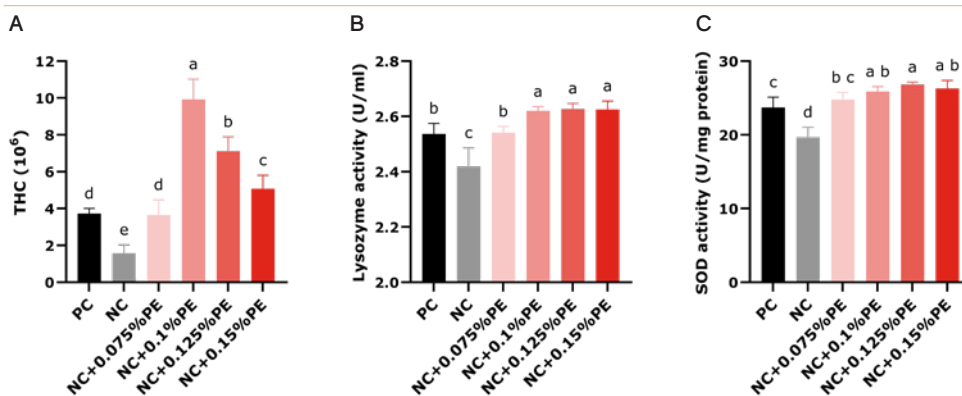 A
THC (10⁶)
12
10
8
6
4
2
0
d
e
d
a
b
c
PC
NC
NC+0.075%PE
NC+0.1%PE
NC+0.125%PE
NC+0.15%PE
B
Lysozyme activity (U/ml)
2.8
2.6
2.4
2.2
2.0
b
c
b
a
a
a
PC
NC
NC+0.075%PE
NC+0.1%PE
NC+0.125%PE
NC+0.15%PE
C
SOD activity (U/mg protein)
30
20
10
0
c
d
b c
a b
a
a b
PC
NC
NC+0.075%PE
NC+0.1%PE
NC+0.125%PE
NC+0.15%PE